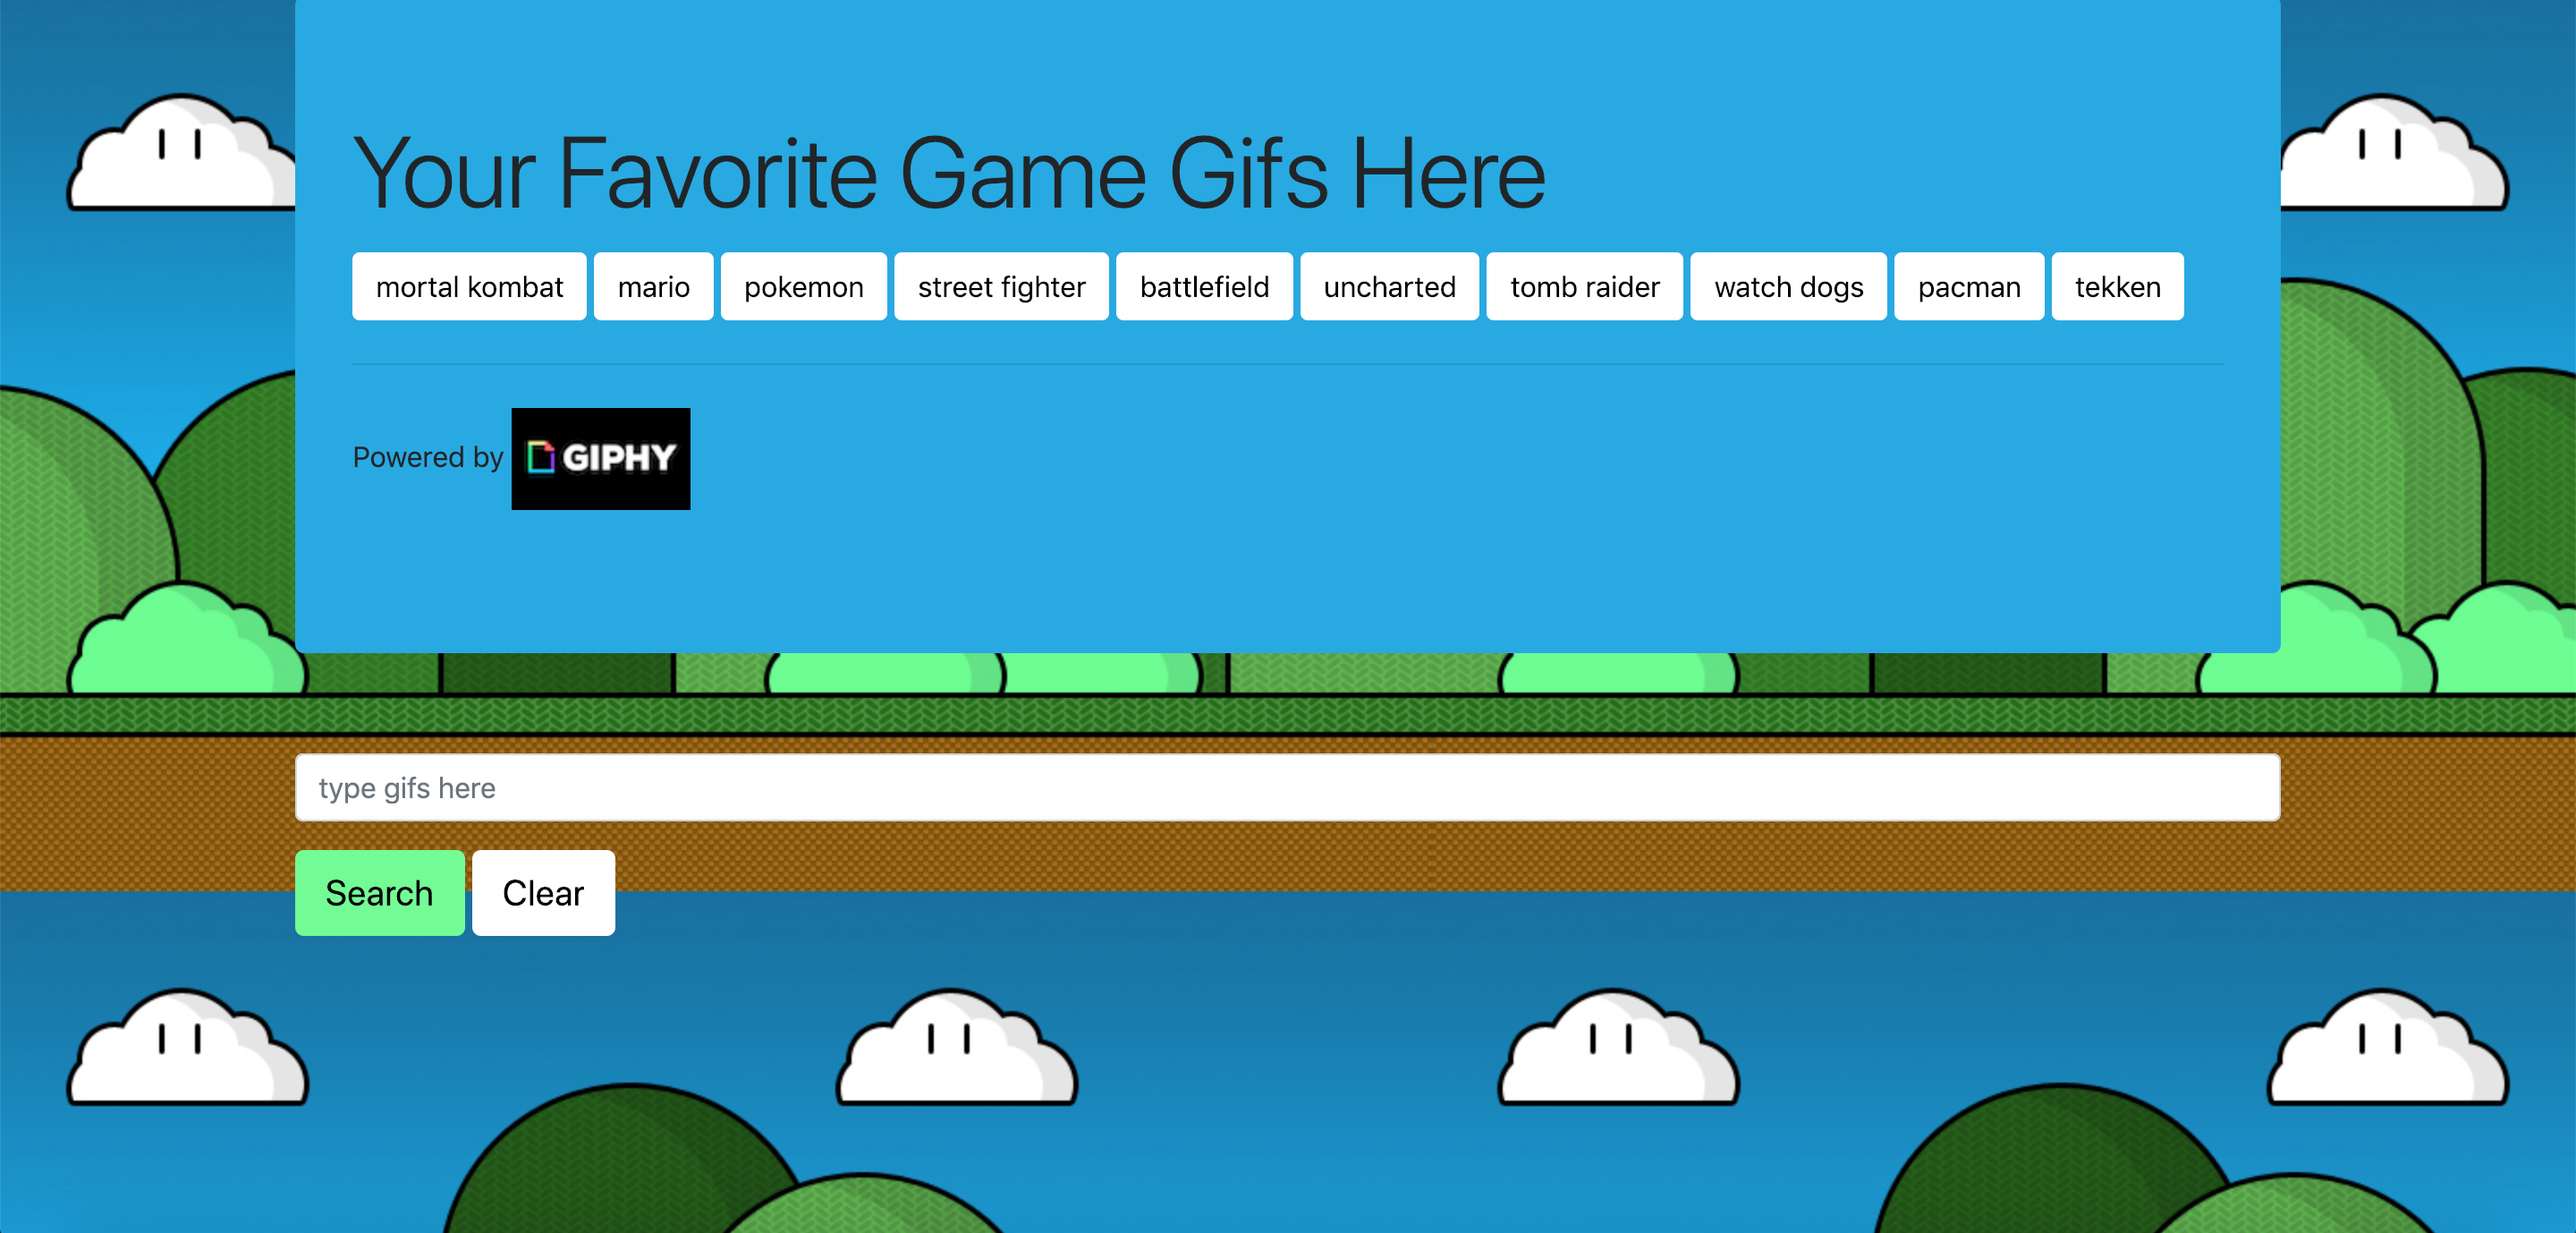 Your Favorite Game Gifs Here
mortal kombat mario pokemon street fighter battlefield uncharted tomb raider watch dogs pacman tekken
Powered by GIPHY
type gifs here
Search Clear